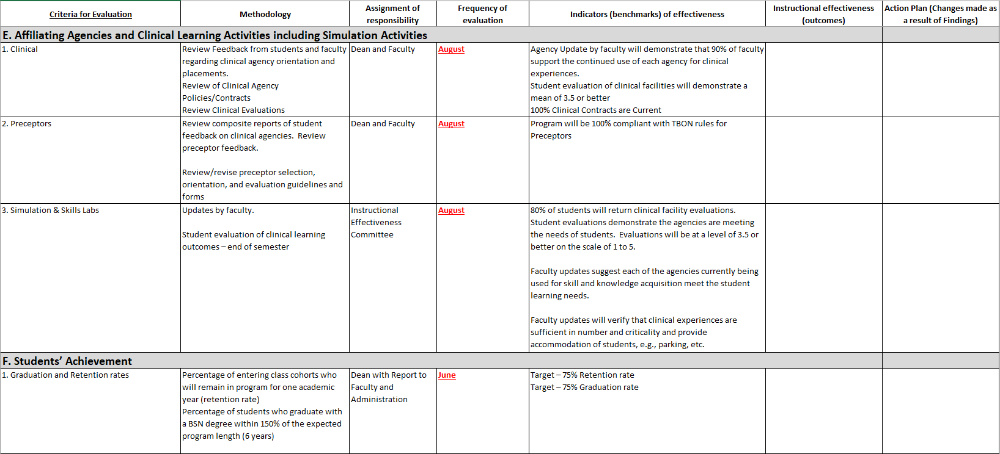 Criteria for Evaluation
Methodology
Assignment of
responsibility
Frequency of
evaluation
Indicators (benchmarks) of effectiveness
Instructional effectiveness
(outcomes)
Action Plan (Changes made as
a result of Findings)
E. Affiliating Agencies and Clinical Learning Activities including Simulation Activities
1. Clinical
Review Feedback from students and faculty
regarding clinical agency orientation and
placements.
Review of Clinical Agency
Policies/Contracts
Review Clinical Evaluations
Dean and Faculty
August
Agency Update by faculty will demonstrate that 90% of faculty
support the continued use of each agency for clinical
experiences.
Student evaluation of clinical facilities will demonstrate a
mean of 3.5 or better
100% Clinical Contracts are Current
2. Preceptors
Review composite reports of student
feedback on clinical agencies.  Review
preceptor feedback.
Review/revise preceptor selection,
orientation, and evaluation guidelines and
forms
Dean and Faculty
August
Program will be 100% compliant with TBON rules for
Preceptors
3. Simulation & Skills Labs
Updates by faculty.
Student evaluation of clinical learning
outcomes – end of semester
Instructional
Effectiveness
Committee
August
80% of students will return clinical facility evaluations.
Student evaluations demonstrate the agencies are meeting
the needs of students.  Evaluations will be at a level of 3.5 or
better on the scale of 1 to 5.
Faculty updates suggest each of the agencies currently being
used for skill and knowledge acquisition meet the student
learning needs.
Faculty updates will verify that clinical experiences are
sufficient in number and criticality and provide
accommodation of students, e.g., parking, etc.
F. Students’ Achievement
1. Graduation and Retention rates
Percentage of entering class cohorts who
will remain in program for one academic
year (retention rate)
Percentage of students who graduate with
a BSN degree within 150% of the expected
program length (6 years)
Dean with Report to
Faculty and
Administration
June
Target – 75% Retention rate
Target – 75% Graduation rate